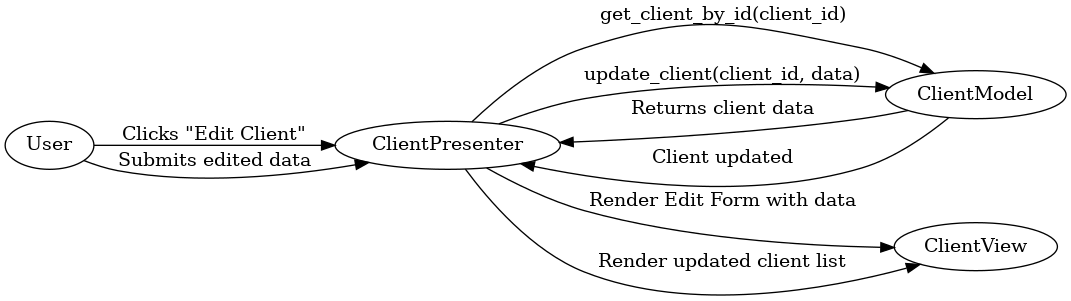 get_client_by_id(client_id)
update_client(client_id, data)
ClientModel
Returns client data
User
Clicks "Edit Client"
ClientPresenter
Submits edited data
Client updated
Render Edit Form with data
ClientView
Render updated client list